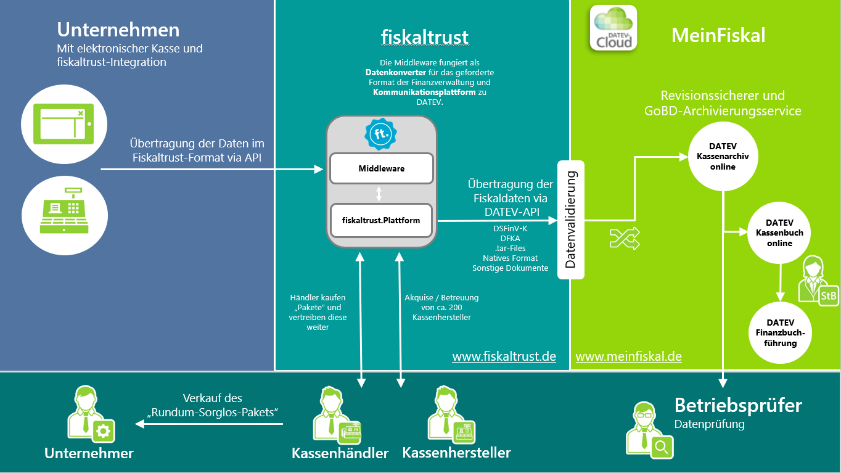 Unternehmen
Mit elektronischer Kasse und
fiskaltrust-Integration
Übertragung der Daten im
Fiskaltrust-Format via API
fiskaltrust
Die Middleware fungiert als
Datenkonverter für das geforderte
Format der Finanzverwaltung und
Kommunikationsplattform zu
DATEV.
ft.
Middleware
fiskaltrust.Plattform
Übertragung der
Fiskaldaten via
DATEV-API
DSFinV-K
DFKA
.tar-Files
Natives Format
Sonstige Dokumente
Händler kaufen
„Pakete“ und
vertreiben diese
weiter
Akquise / Betreuung
von ca. 200
Kassenhersteller
www.fiskaltrust.de
Datenvalidierung
DATEV-
Cloud
MeinFiskal
Revisionssicherer und
GoBD-Archivierungsservice
DATEV
Kassenarchiv
online
DATEV
Kassenbuch
online
StB
DATEV
Finanzbuch-
führung
www.meinfiskal.de
Unternehmer
Verkauf des
„Rundum-Sorglos-Pakets“
Kassenhändler
Kassenhersteller
Betriebsprüfer
Datenprüfung